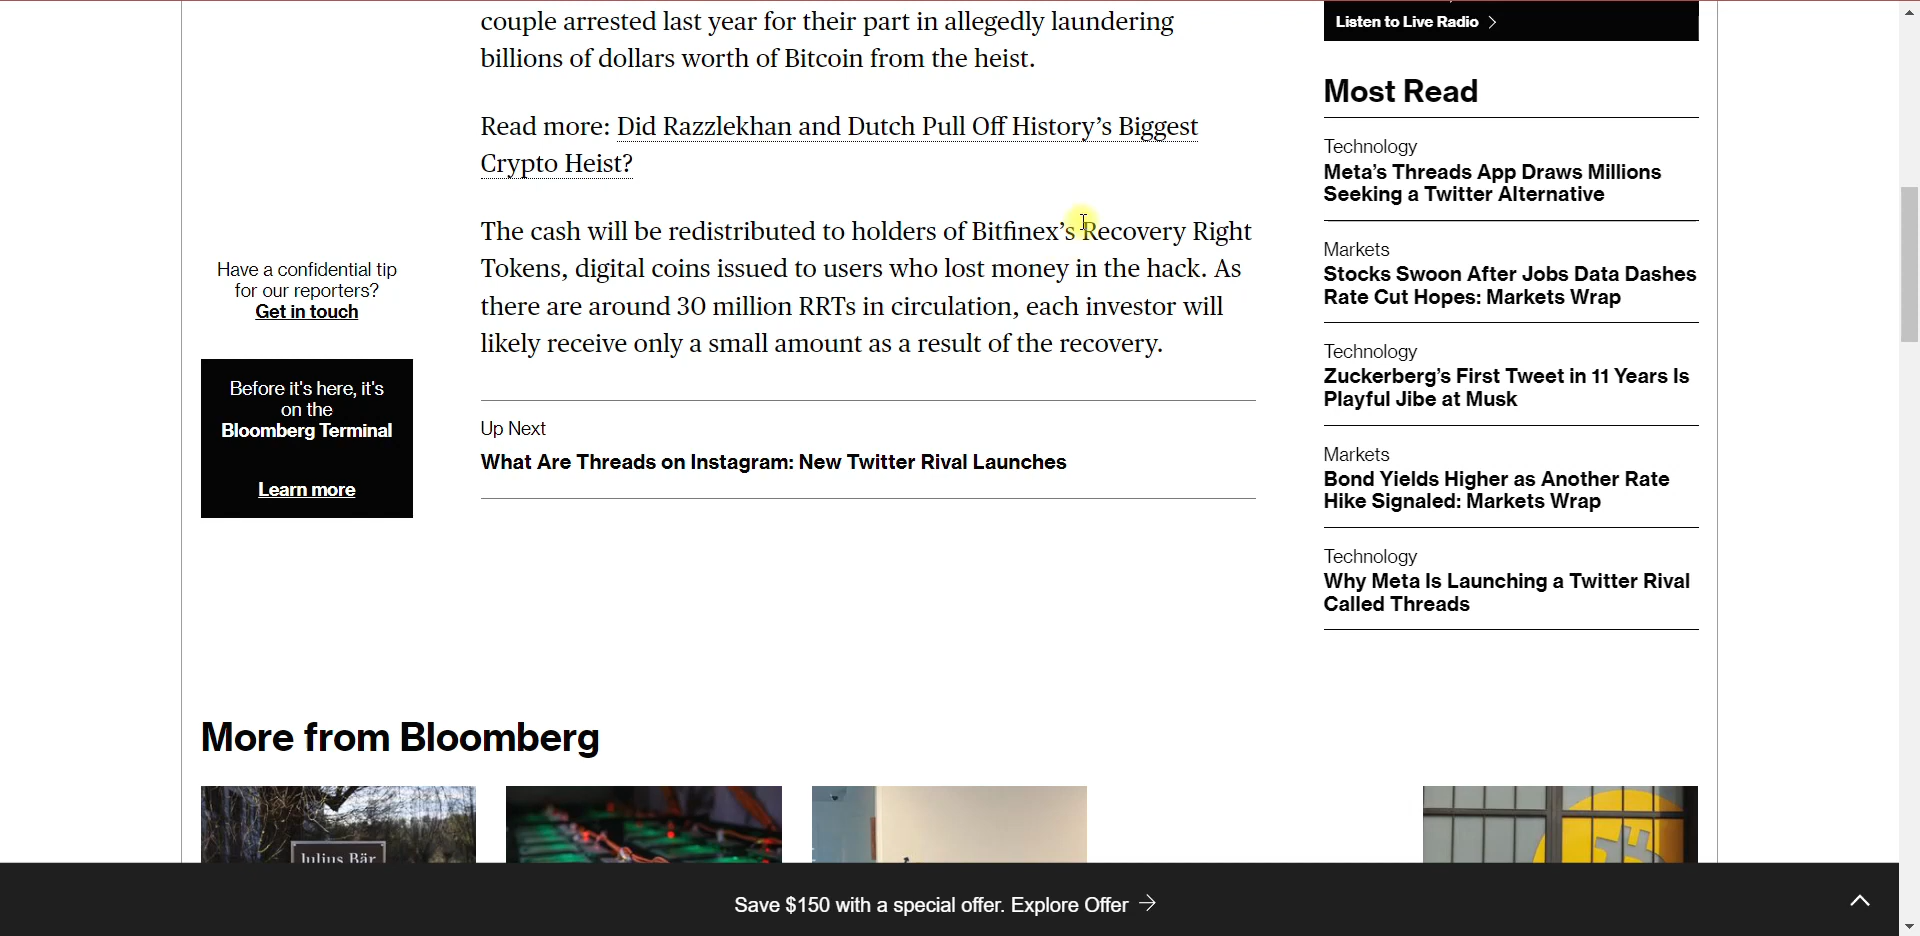 couple arrested last year for their part in allegedly laundering
billions of dollars worth of Bitcoin from the heist.
Read more: Did Razzlekhan and Dutch Pull Off History’s Biggest
Crypto Heist?
The cash will be redistributed to holders of Bitfinex’s Recovery Right
Tokens, digital coins issued to users who lost money in the hack. As
there are around 30 million RRTs in circulation, each investor will
likely receive only a small amount as a result of the recovery.
Have a confidential tip
for our reporters?
Get in touch
Before it's here, it's
on the
Bloomberg Terminal
Learn more
Up Next
What Are Threads on Instagram: New Twitter Rival Launches
Listen to Live Radio
Most Read
Technology
Meta’s Threads App Draws Millions
Seeking a Twitter Alternative
Markets
Stocks Swoon After Jobs Data Dashes
Rate Cut Hopes: Markets Wrap
Technology
Zuckerberg’s First Tweet in 11 Years Is
Playful Jibe at Musk
Markets
Bond Yields Higher as Another Rate
Hike Signaled: Markets Wrap
Technology
Why Meta Is Launching a Twitter Rival
Called Threads
More from Bloomberg
Julius Bär
Save $150 with a special offer. Explore Offer